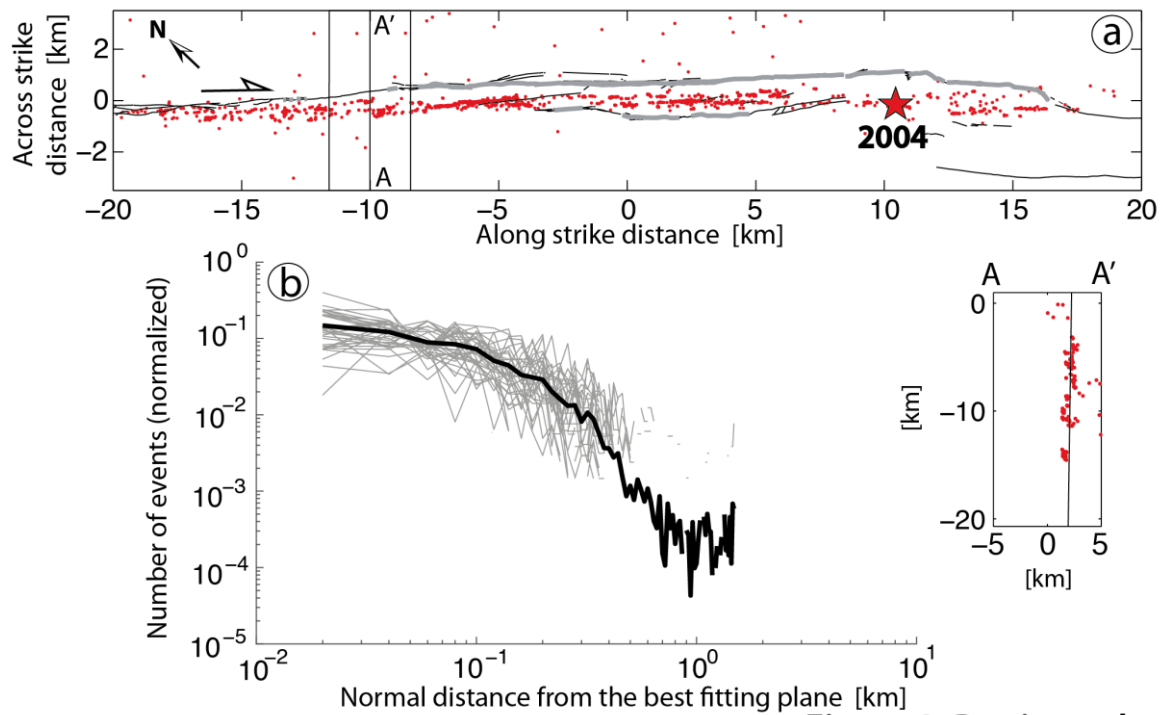 A'
a
N
2
0
−2
Across strike
distance [km]
2004
A
−20 −15 −10 −5 0 5 10 15 20
Along strike distance [km]
b
10^0
10^−1
10^−2
10^−3
10^−4
10^−5
Number of events (normalized)
10^−2 10^−1 10^0 10^1
Normal distance from the best fitting plane [km]
A A'
0
−10
−20
[km]
−5 0 5
[km]